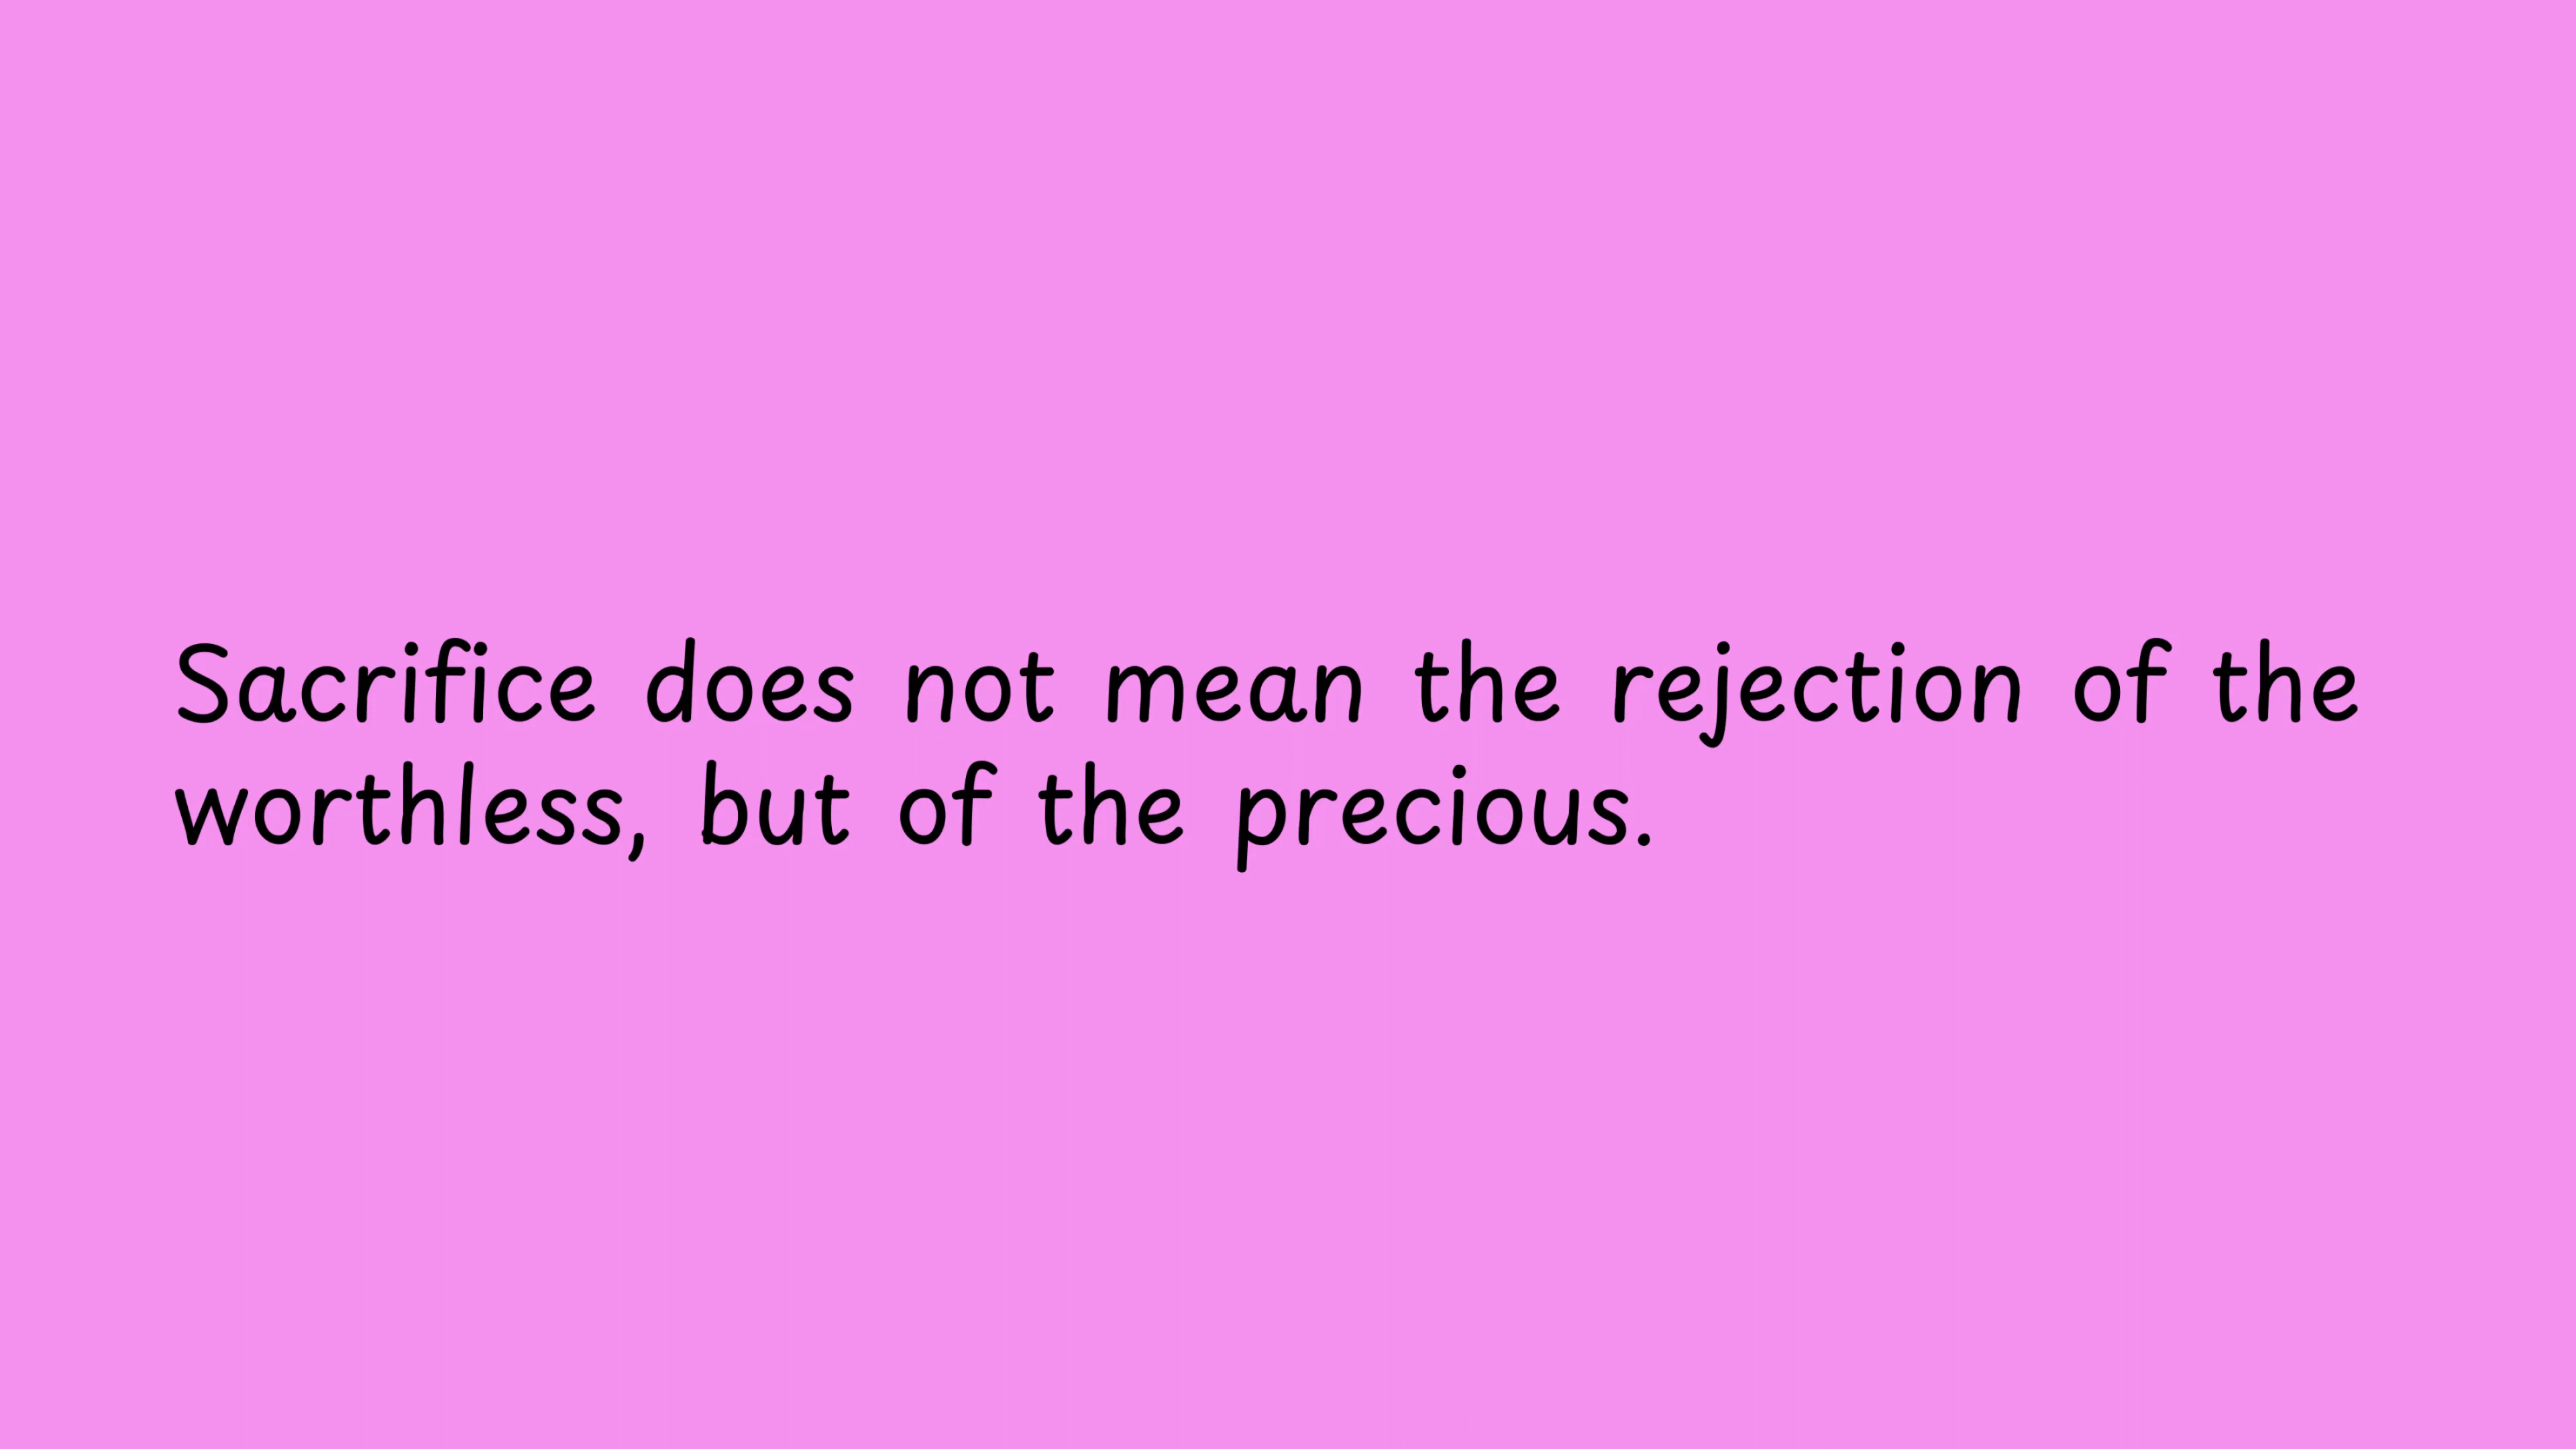 Sacrifice does not mean the rejection of the
worthless, but of the precious.